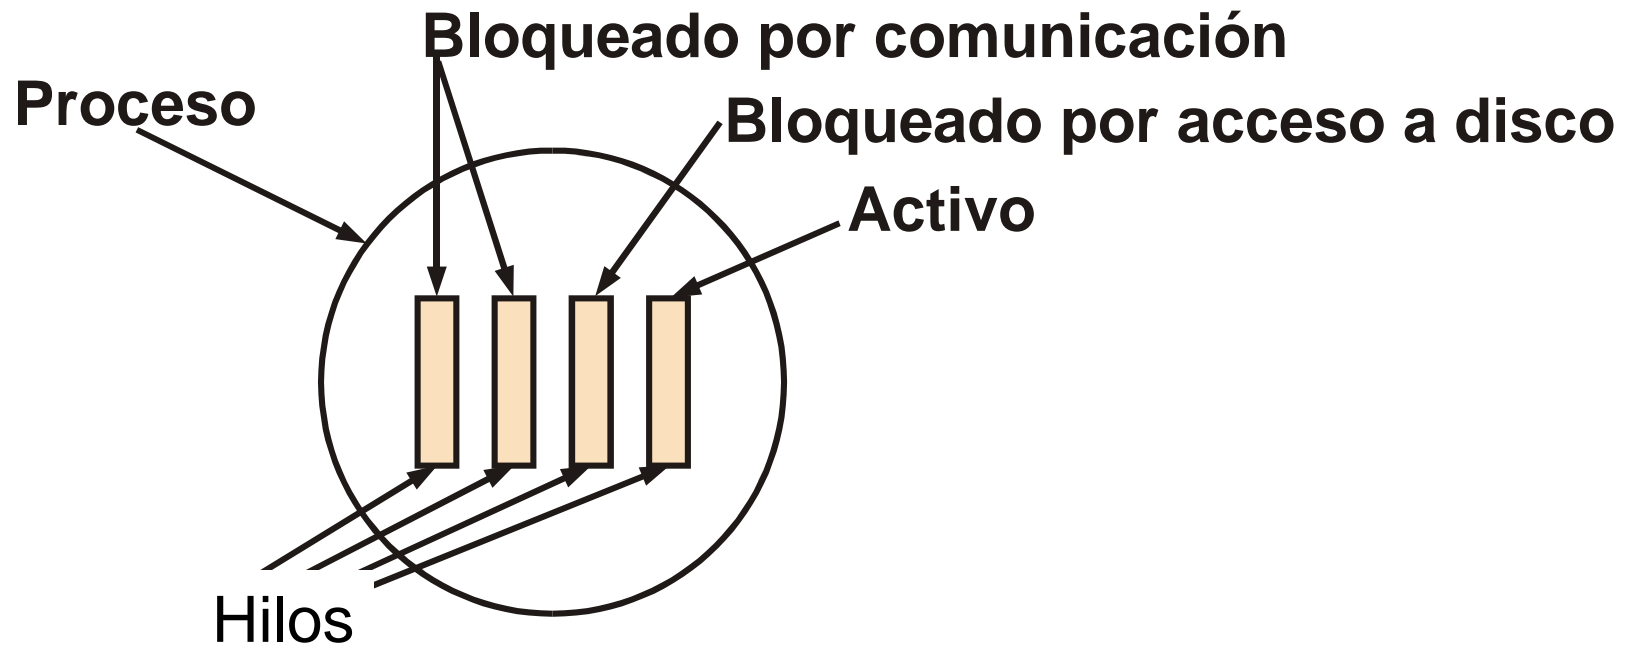 Bloqueado por comunicación
Proceso
Bloqueado por acceso a disco
Activo
Hilos